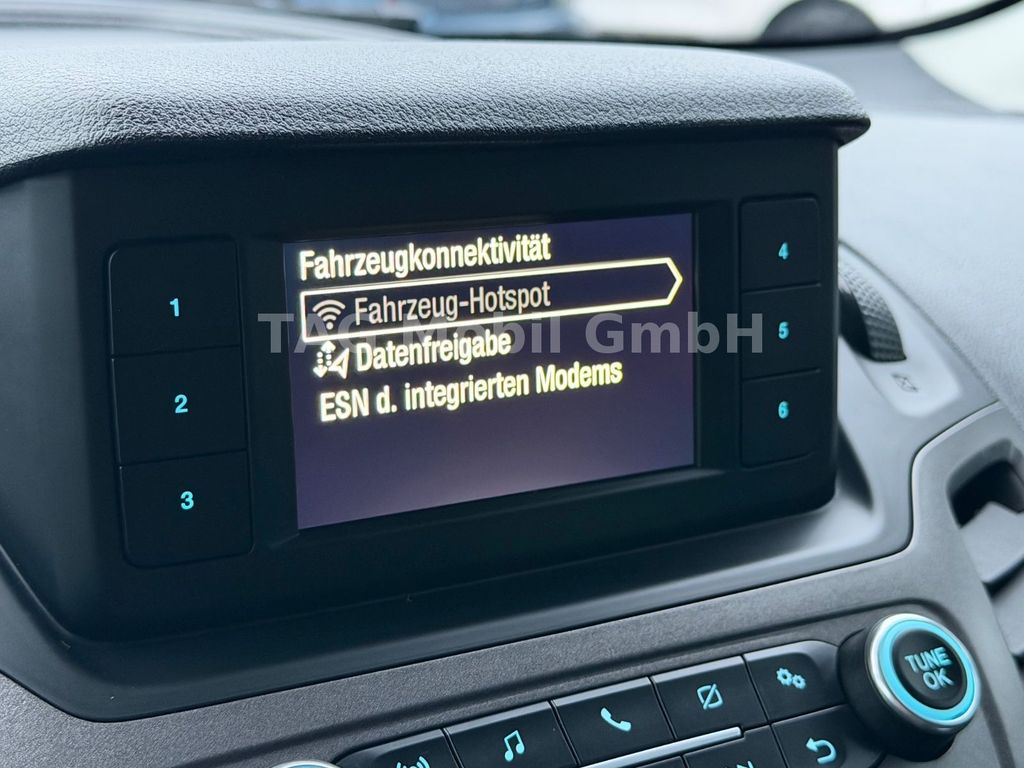 Fahrzeugkonnektivität
Fahrzeug-Hotspot
TAG Mobil GmbH
Datenfreigabe
ESN d. integrierten Modems
1
2
3
4
5
6
TUNE
OK